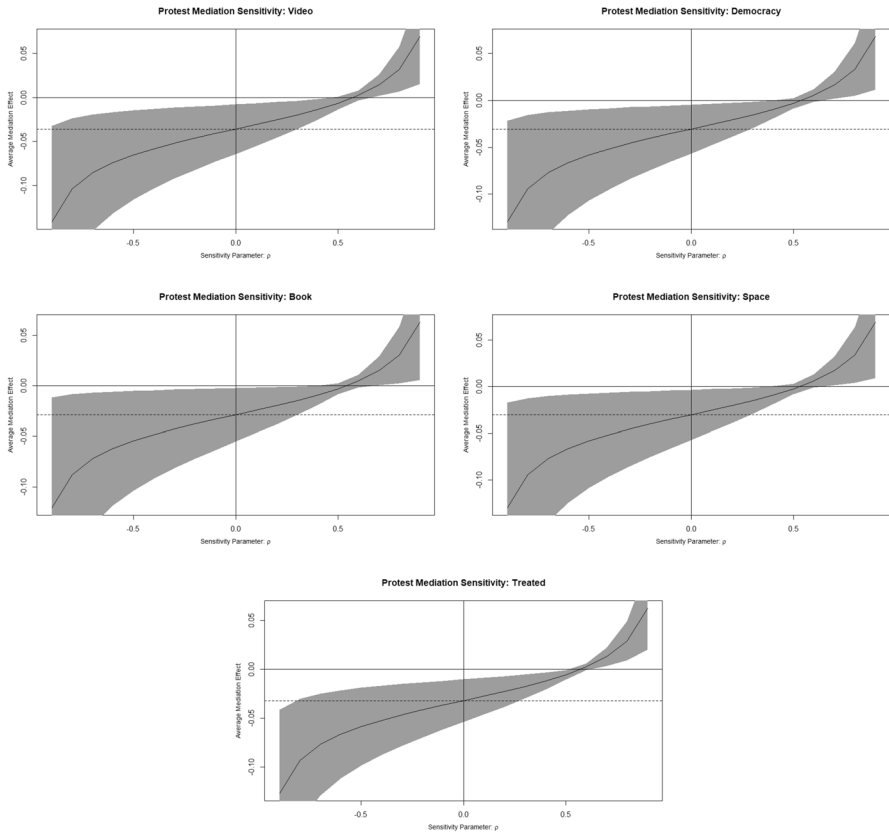 Protest Mediation Sensitivity: Video
Average Mediation Effect
0.05
0.00
-0.05
-0.10
-0.5
0.0
0.5
Sensitivity Parameter: ρ
Protest Mediation Sensitivity: Democracy
Average Mediation Effect
0.05
0.00
-0.05
-0.10
-0.5
0.0
0.5
Sensitivity Parameter: ρ
Protest Mediation Sensitivity: Book
Average Mediation Effect
0.05
0.00
-0.05
-0.10
-0.5
0.0
0.5
Sensitivity Parameter: ρ
Protest Mediation Sensitivity: Space
Average Mediation Effect
0.05
0.00
-0.05
-0.10
-0.5
0.0
0.5
Sensitivity Parameter: ρ
Protest Mediation Sensitivity: Treated
Average Mediation Effect
0.05
0.00
-0.05
-0.10
-0.5
0.0
0.5
Sensitivity Parameter: ρ